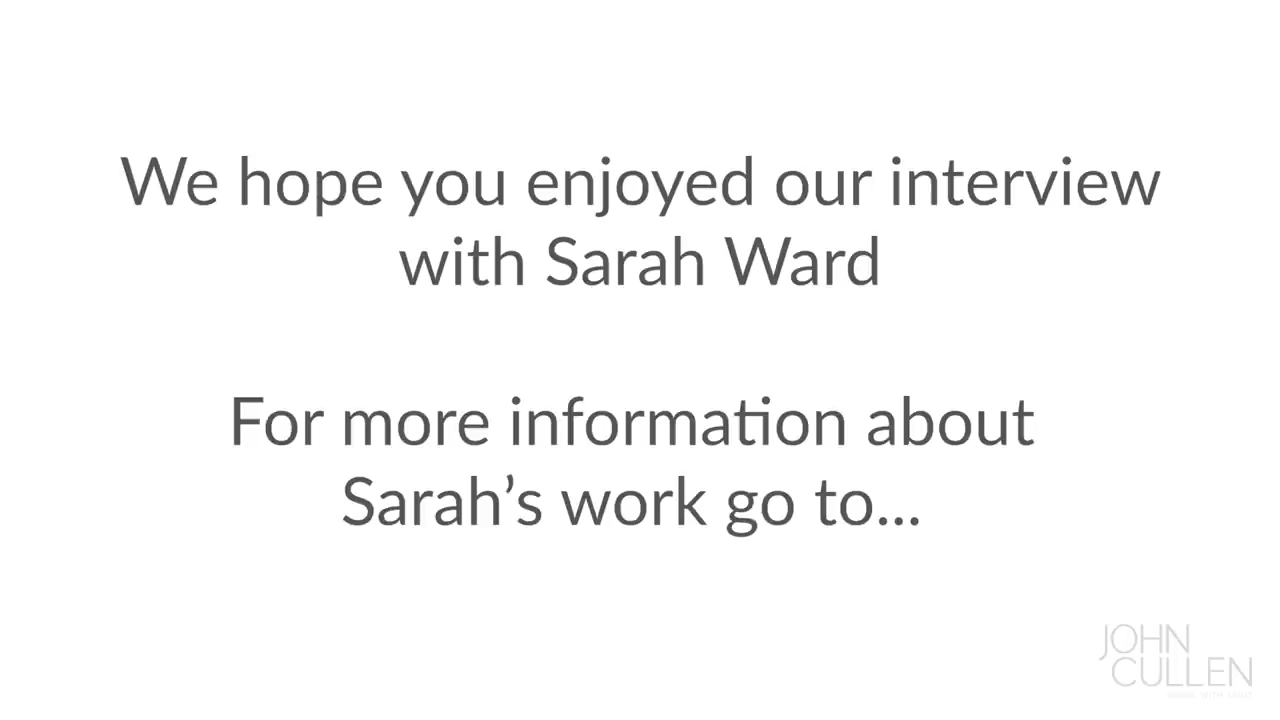 We hope you enjoyed our interview
with Sarah Ward
For more information about
Sarah’s work go to...
JOHN
CULLEN